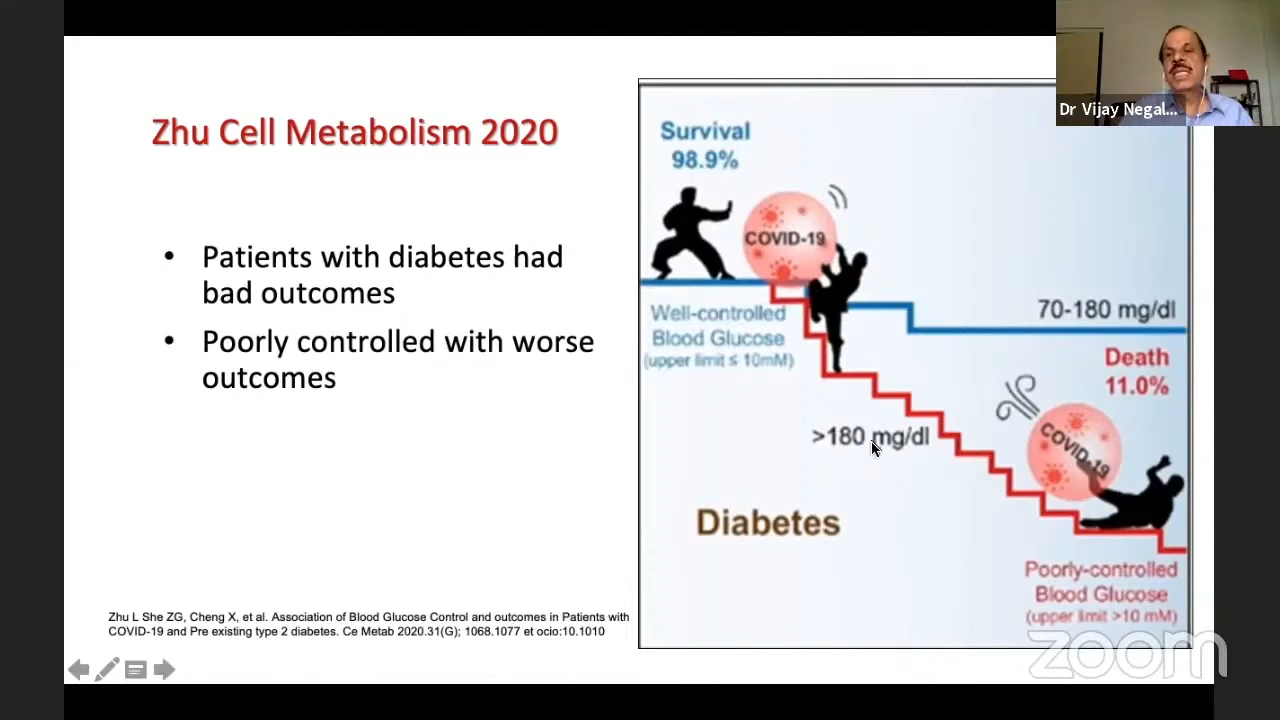 Zhu Cell Metabolism 2020
• Patients with diabetes had
bad outcomes
• Poorly controlled with worse
outcomes
Zhu L She ZG, Cheng X, et al. Association of Blood Glucose Control and outcomes in Patients with
COVID-19 and Pre existing type 2 diabetes. Ce Metab 2020.31(G); 1068.1077 et ocio:10.1010
Survival
98.9%
COVID-19
Well-controlled
Blood Glucose
(upper limit ≤ 10mM)
70-180 mg/dl
Death
11.0%
>180 mg/dl
COVID-19
Diabetes
Poorly-controlled
Blood Glucose
(upper limit >10 mM)
Dr Vijay Negal...
zoom